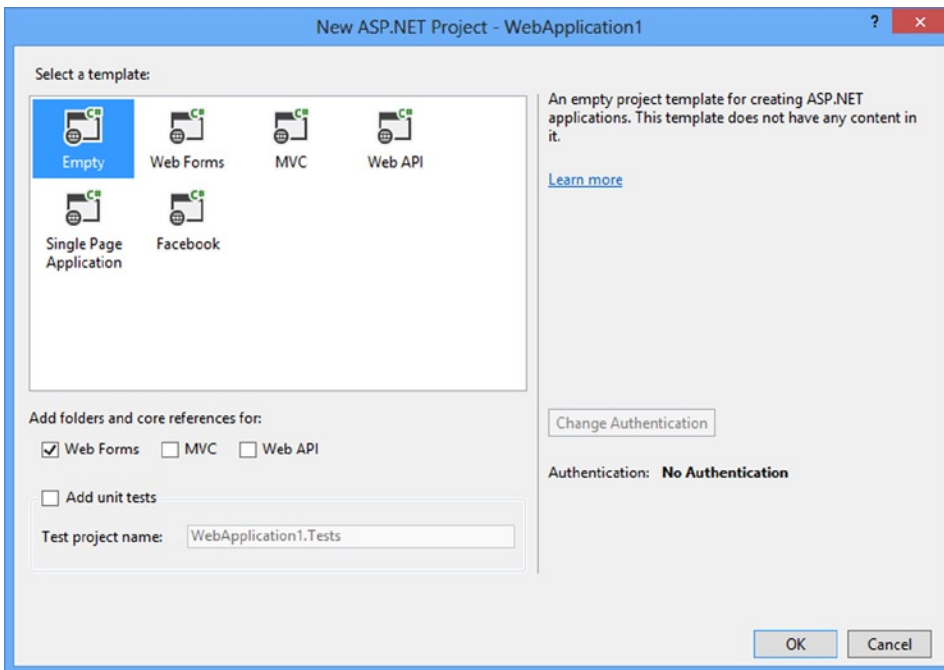 New ASP.NET Project - WebApplication1
?
Select a template:
C# C# C# C#
Empty Web Forms MVC Web API
C# C#
Single Page Facebook
Application
An empty project template for creating ASP.NET
applications. This template does not have any content in
it.
Learn more
Add folders and core references for:
Web Forms MVC Web API
Add unit tests
Test project name: WebApplication1.Tests
Change Authentication
Authentication: No Authentication
OK Cancel